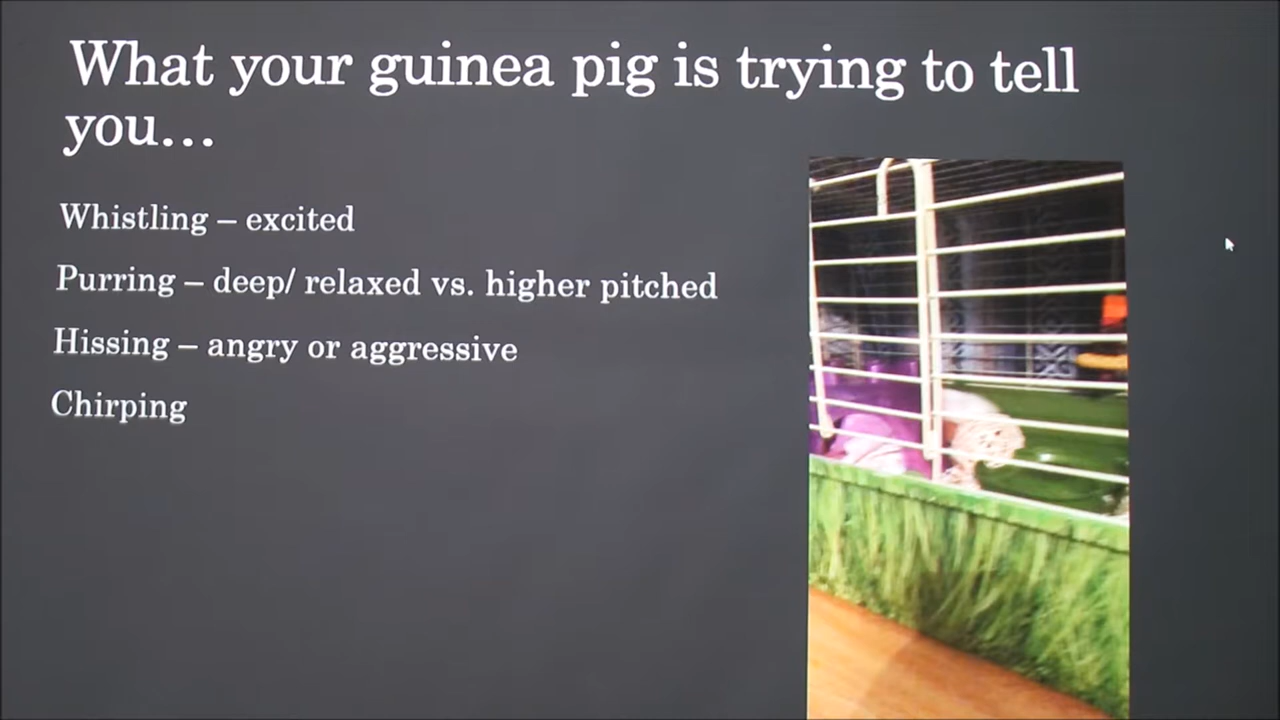 What your guinea pig is trying to tell
you…
Whistling – excited
Purring – deep/ relaxed vs. higher pitched
Hissing – angry or aggressive
Chirping